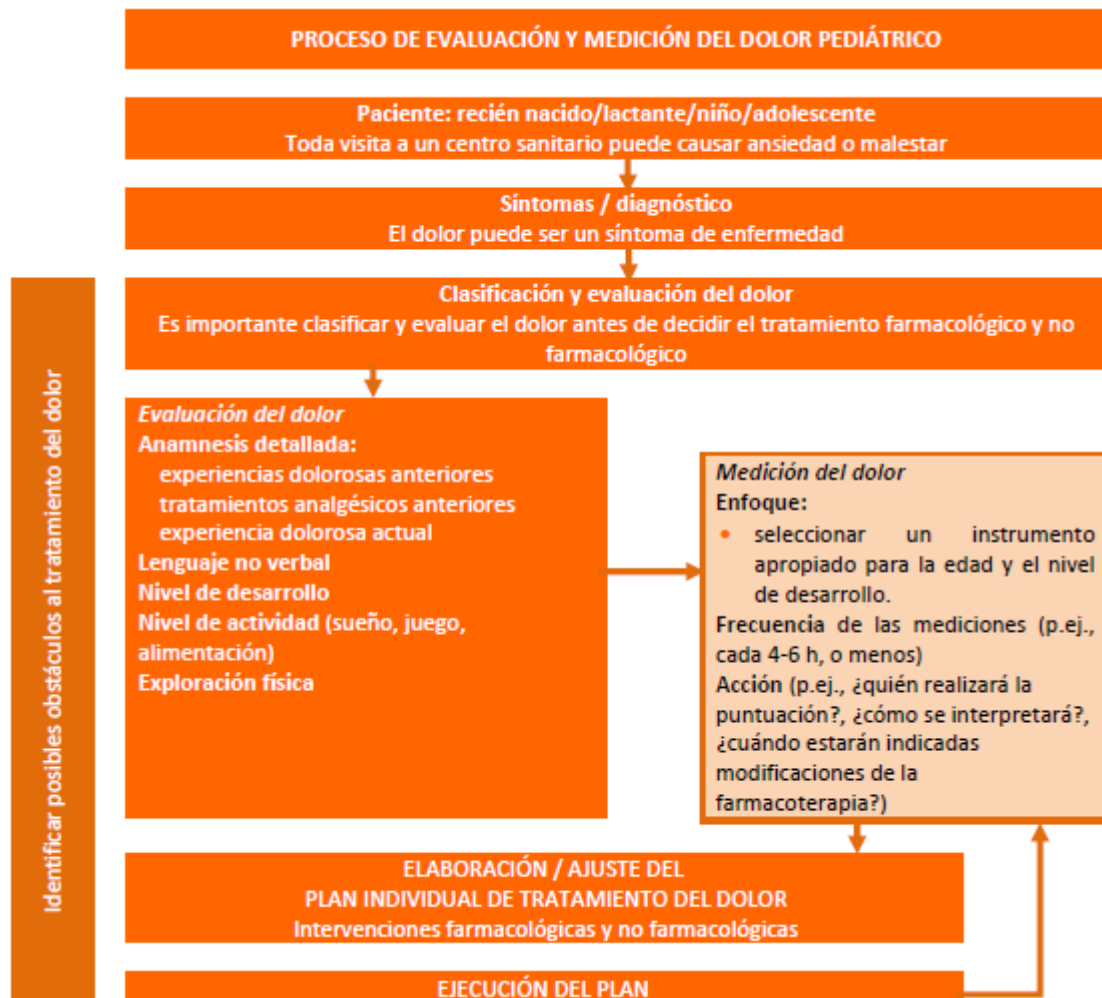 PROCESO DE EVALUACIÓN Y MEDICIÓN DEL DOLOR PEDIÁTRICO
Paciente: recién nacido/lactante/niño/adolescente
Toda visita a un centro sanitario puede causar ansiedad o malestar
Síntomas / diagnóstico
El dolor puede ser un síntoma de enfermedad
Identificar posibles obstáculos al tratamiento del dolor
Clasificación y evaluación del dolor
Es importante clasificar y evaluar el dolor antes de decidir el tratamiento farmacológico y no
farmacológico
Evaluación del dolor
Anamnesis detallada:
experiencias dolorosas anteriores
tratamientos analgésicos anteriores
experiencia dolorosa actual
Lenguaje no verbal
Nivel de desarrollo
Nivel de actividad (sueño, juego,
alimentación)
Exploración física
Medición del dolor
Enfoque:
• seleccionar un instrumento
apropiado para la edad y el nivel
de desarrollo.
Frecuencia de las mediciones (p.ej.,
cada 4-6 h, o menos)
Acción (p.ej., ¿quién realizará la
puntuación?, ¿cómo se interpretará?,
¿cuándo estarán indicadas
modificaciones de la
farmacoterapia?)
ELABORACIÓN / AJUSTE DEL
PLAN INDIVIDUAL DE TRATAMIENTO DEL DOLOR
Intervenciones farmacológicas y no farmacológicas
EJECUCIÓN DEL PLAN